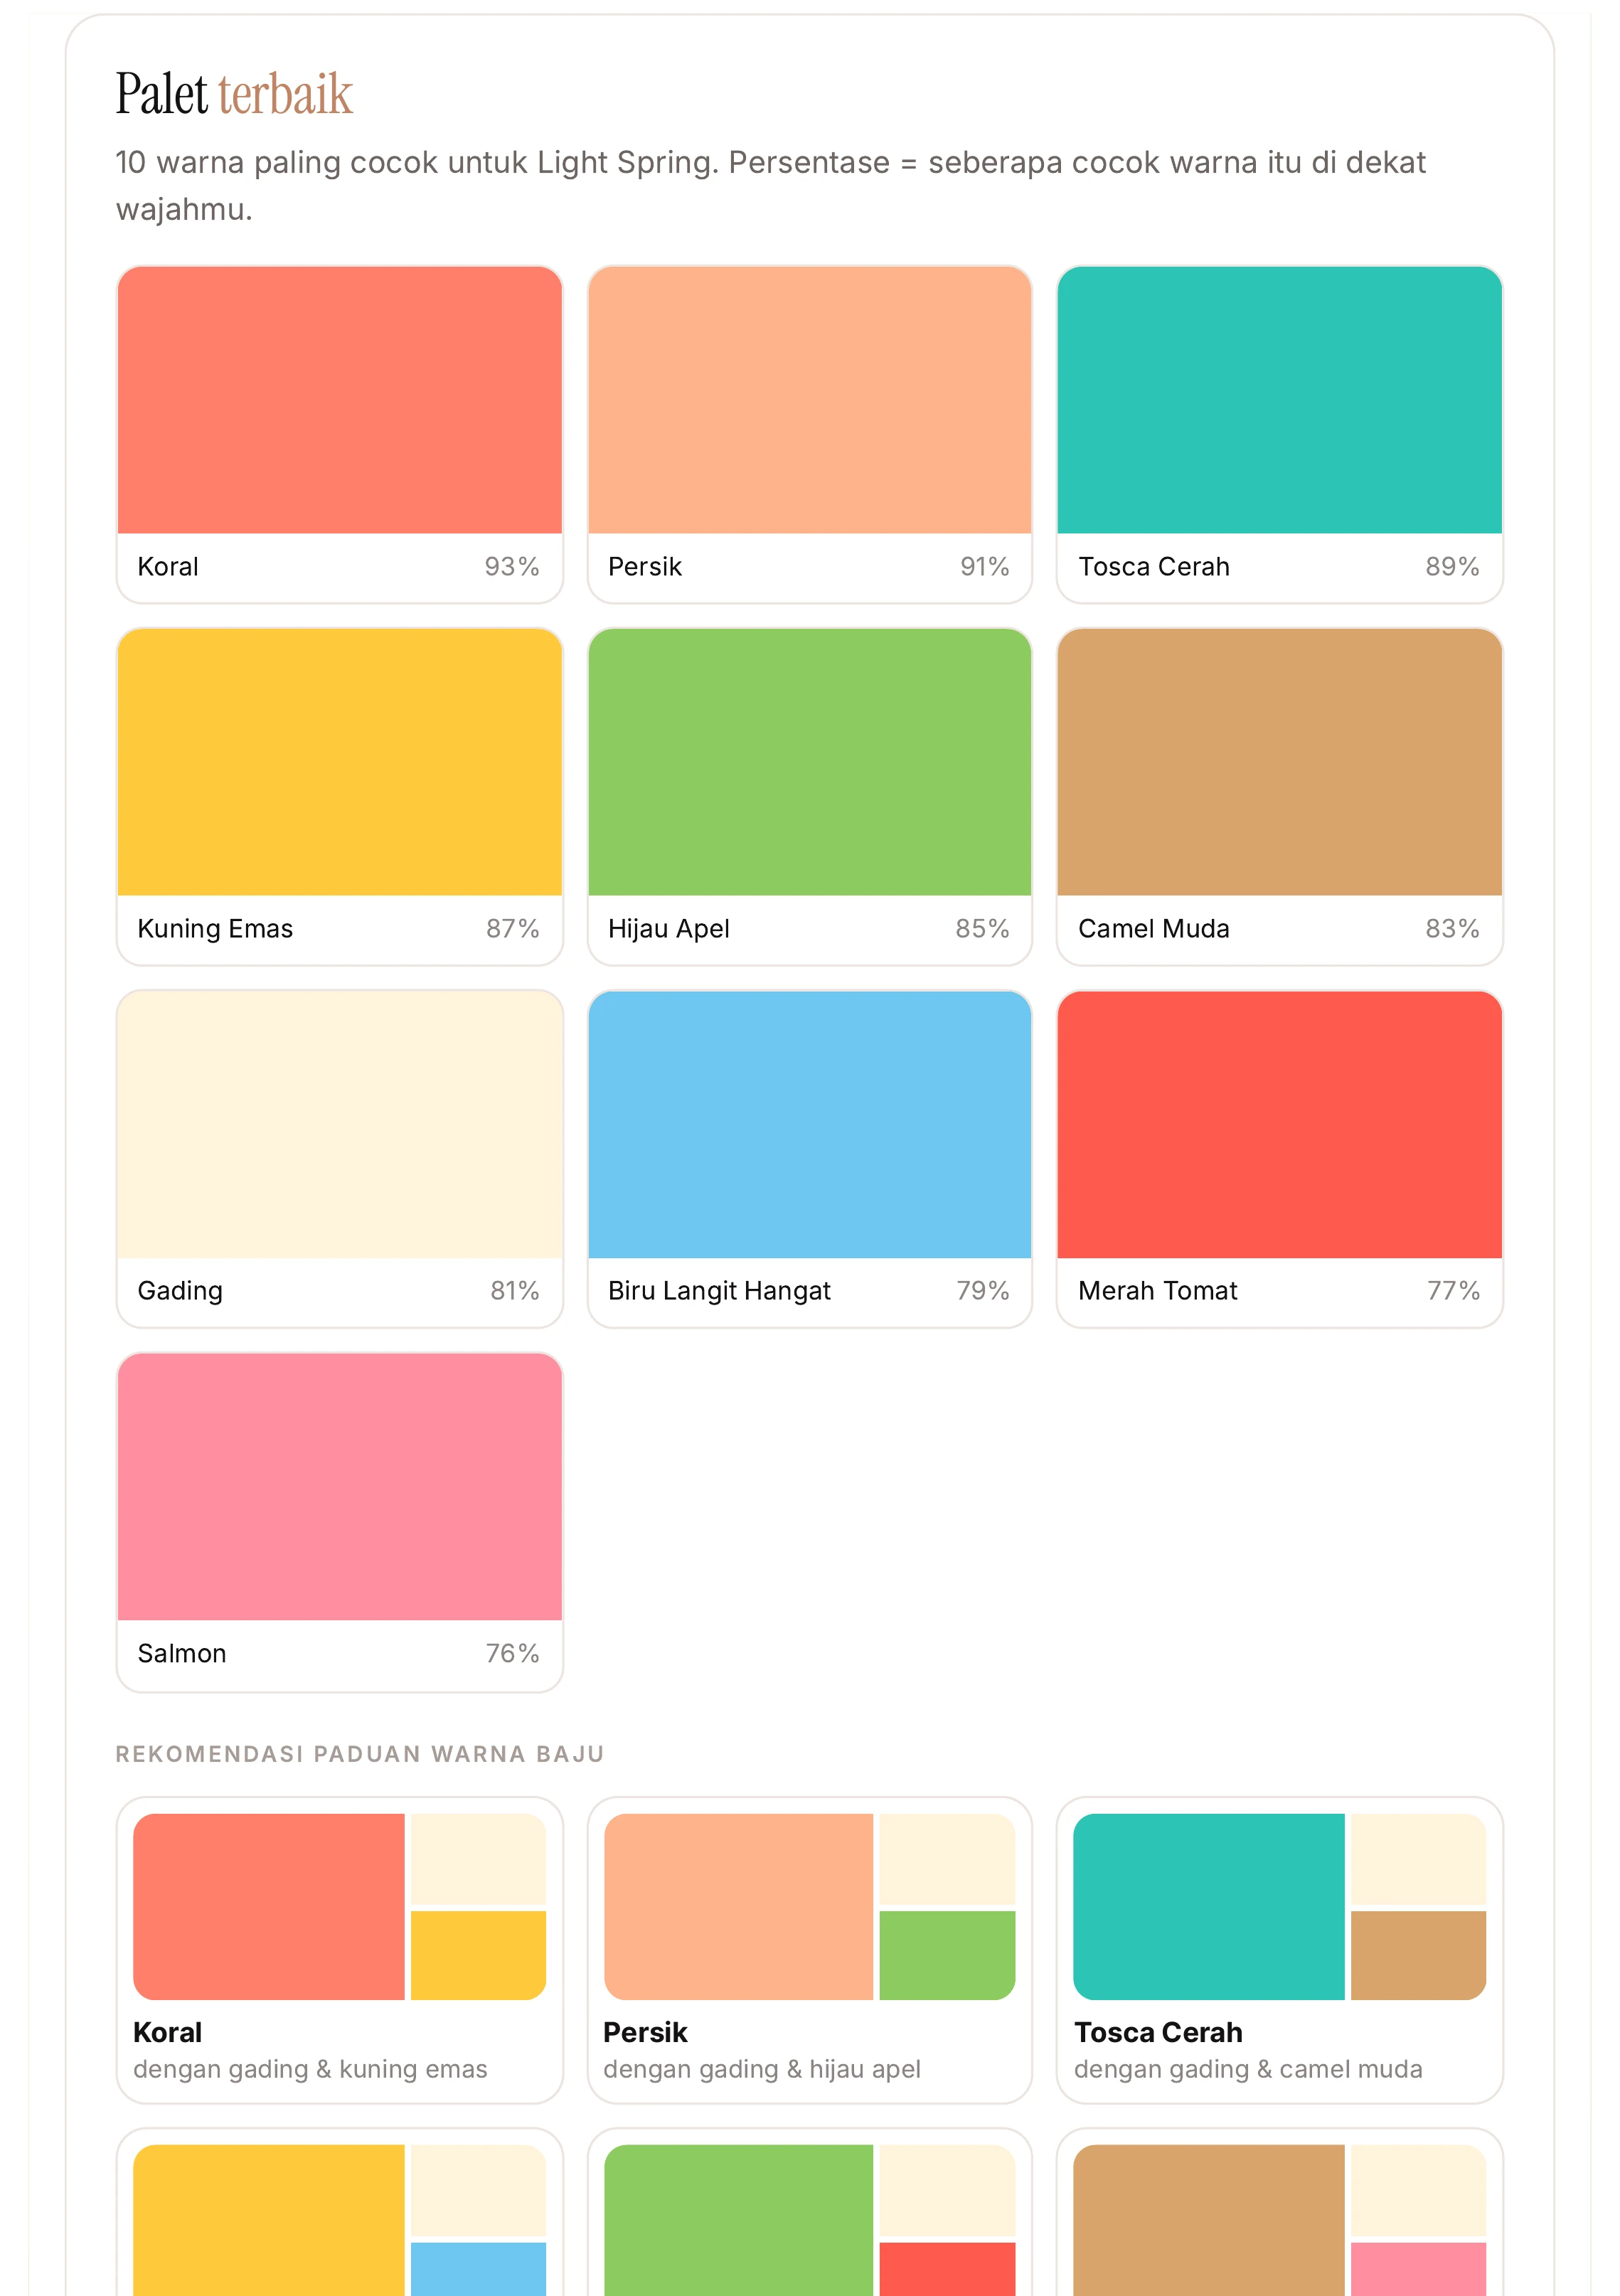 Palet terbaik
10 warna paling cocok untuk Light Spring. Persentase = seberapa cocok warna itu di dekat
wajahmu.
Koral 93%
Persik 91%
Tosca Cerah 89%
Kuning Emas 87%
Hijau Apel 85%
Camel Muda 83%
Gading 81%
Biru Langit Hangat 79%
Merah Tomat 77%
Salmon 76%
REKOMENDASI PADUAN WARNA BAJU
Koral
dengan gading & kuning emas
Persik
dengan gading & hijau apel
Tosca Cerah
dengan gading & camel muda